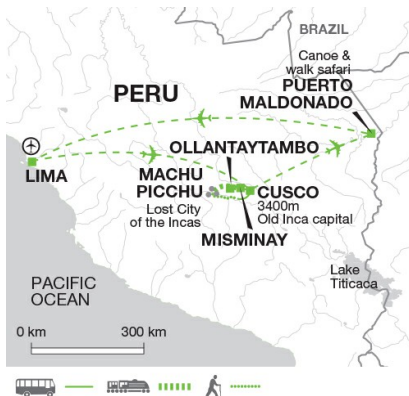 BRAZIL
Canoe &
walk safari
PUERTO
MALDONADO
PERU
OLLANTAYTAMBO
LIMA
MACHU
PICCHU
Lost City
of the Incas
CUSCO
3400m
Old Inca capital
MISMINAY
PACIFIC
OCEAN
Lake
Titicaca
0 km 300 km